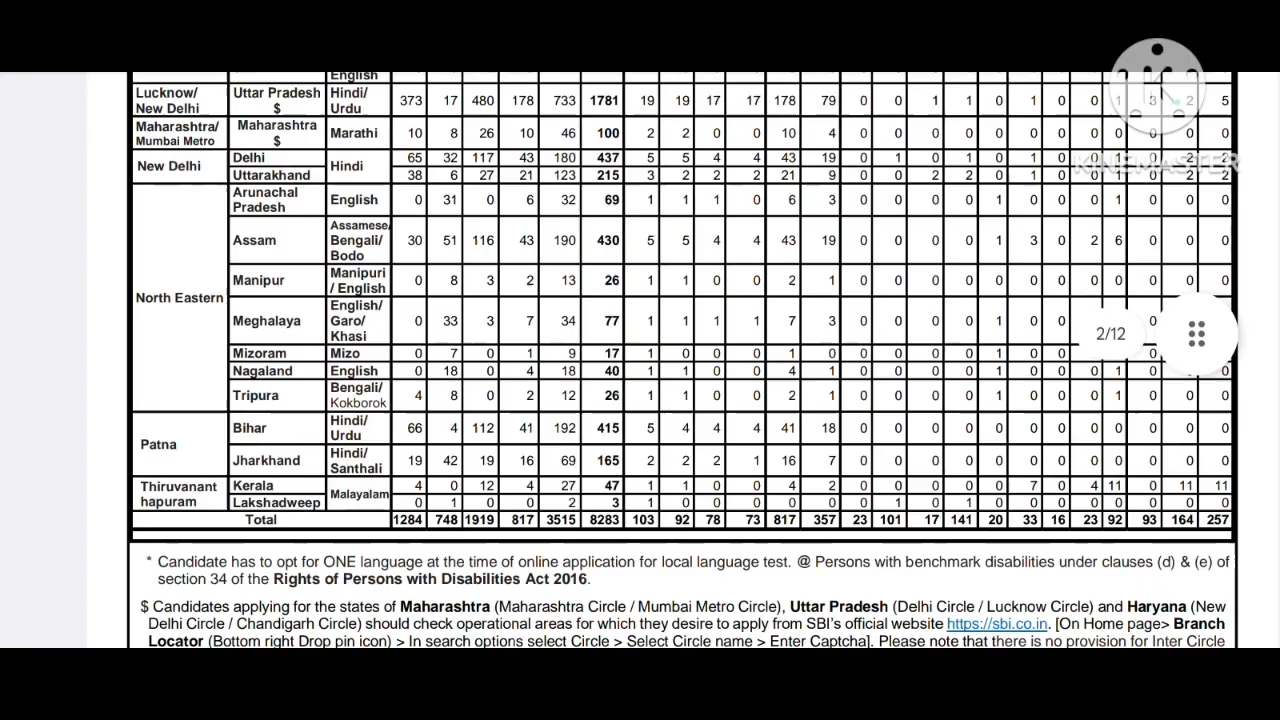 English
Lucknow/ New Delhi Uttar Pradesh $ Hindi/ Urdu 373 17 480 178 733 1781 19 19 17 17 178 79 0 0 1 1 0 1 0 0 1 3 2 5
Maharashtra/ Mumbai Metro Maharashtra $ Marathi 10 8 26 10 46 100 2 2 0 0 10 4 0 0 0 0 0 0 0 0 0 0 0 0
New Delhi Delhi Hindi 65 32 117 43 180 437 5 5 4 4 43 19 0 1 0 1 0 1 0 0 2 2
Uttarakhand 38 6 27 21 123 215 3 2 2 2 21 9 0 0 2 2 0 1 0 0 0 0 2 2
North Eastern Arunachal Pradesh English 0 31 0 6 32 69 1 1 1 0 6 3 0 0 0 0 1 0 0 0 1 0 0 0
Assam Assamese/ Bengali/ Bodo 30 51 116 43 190 430 5 5 4 4 43 19 0 0 0 0 1 3 0 2 6 0 0 0
Manipur Manipuri / English 0 8 3 2 13 26 1 1 0 0 2 1 0 0 0 0 0 0 0 0 0 0 0 0
Meghalaya English/ Garo/ Khasi 0 33 3 7 34 77 1 1 1 1 7 3 0 0 0 0 1 0 0 0
Mizoram Mizo 0 7 0 1 9 17 1 0 0 0 1 0 0 0 0 0 1 0 0 0
Nagaland English 0 18 0 4 18 40 1 1 0 0 4 1 0 0 0 0 1 0 0 0 1 0 0 0
Tripura Bengali/ Kokborok 4 8 0 2 12 26 1 1 0 0 2 1 0 0 0 0 1 0 0 0 1 0 0 0
Patna Bihar Hindi/ Urdu 66 4 112 41 192 415 5 4 4 4 41 18 0 0 0 0 0 0 0 0 0 0 0 0
Jharkhand Hindi/ Santhali 19 42 19 16 69 165 2 2 2 1 16 7 0 0 0 0 0 0 0 0 0 0 0 0
Thiruvanant hapuram Kerala Malayalam 4 0 12 4 27 47 1 1 0 0 4 2 0 0 0 0 0 7 0 4 11 0 11 11
Lakshadweep 0 1 0 0 2 3 1 0 0 0 0 0 0 1 0 1 0 0 0 0 0 0 0 0
Total 1284 748 1919 817 3515 8283 103 92 78 73 817 357 23 101 17 141 20 33 16 23 92 93 164 257
* Candidate has to opt for ONE language at the time of online application for local language test. @ Persons with benchmark disabilities under clauses (d) & (e) of
section 34 of the Rights of Persons with Disabilities Act 2016.
$ Candidates applying for the states of Maharashtra (Maharashtra Circle / Mumbai Metro Circle), Uttar Pradesh (Delhi Circle / Lucknow Circle) and Haryana (New
Delhi Circle / Chandigarh Circle) should check operational areas for which they desire to apply from SBI's official website https://sbi.co.in. [On Home page> Branch
Locator (Bottom right Drop pin icon) > In search options select Circle > Select Circle name > Enter Captcha]. Please note that there is no provision for Inter Circle
2/12
KINEMASTER